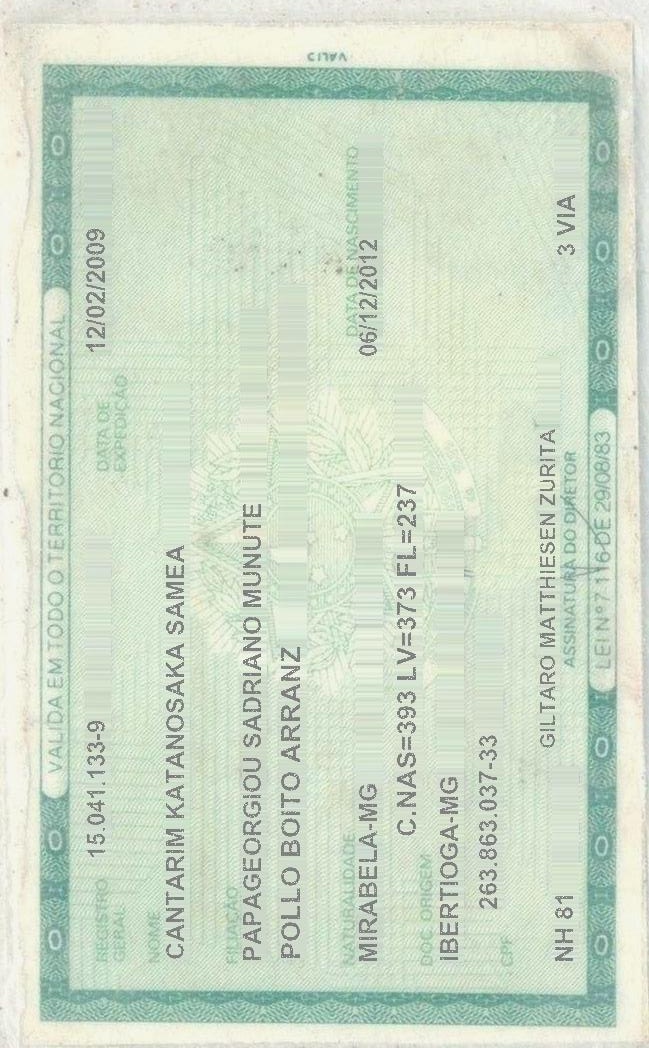 VALIDA EM TODO O TERRITORIO NACIONAL
REGISTRO GERAL 15.041.133-9 DATA DE EXPEDIÇÃO 12/02/2009
NOME
CANTARIM KATANOSAKA SAMEA
FILIAÇÃO
PAPAGEORGIOU SADRIANO MUNUTE
POLLO BOITO ARRANZ
NATURALIDADE DATA DE NASCIMENTO
MIRABELA-MG 06/12/2012
DOC. ORIGEM C.NAS=393 LV=373 FL=237
IBERTIOGA-MG
CPF 263.863.037-33
NH 81 GILTARO MATTHIESEN ZURITA 3 VIA
ASSINATURA DO DIRETOR
LEI Nº 7 116 DE 29/08/83